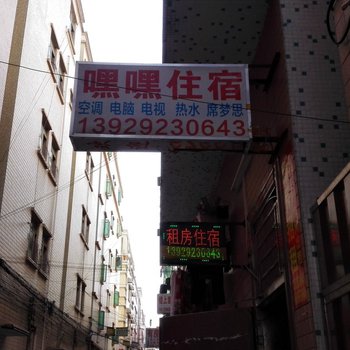 嘿嘿住宿
空调 电脑 电视 热水 席梦思
13929230643
租房住宿
13929230643